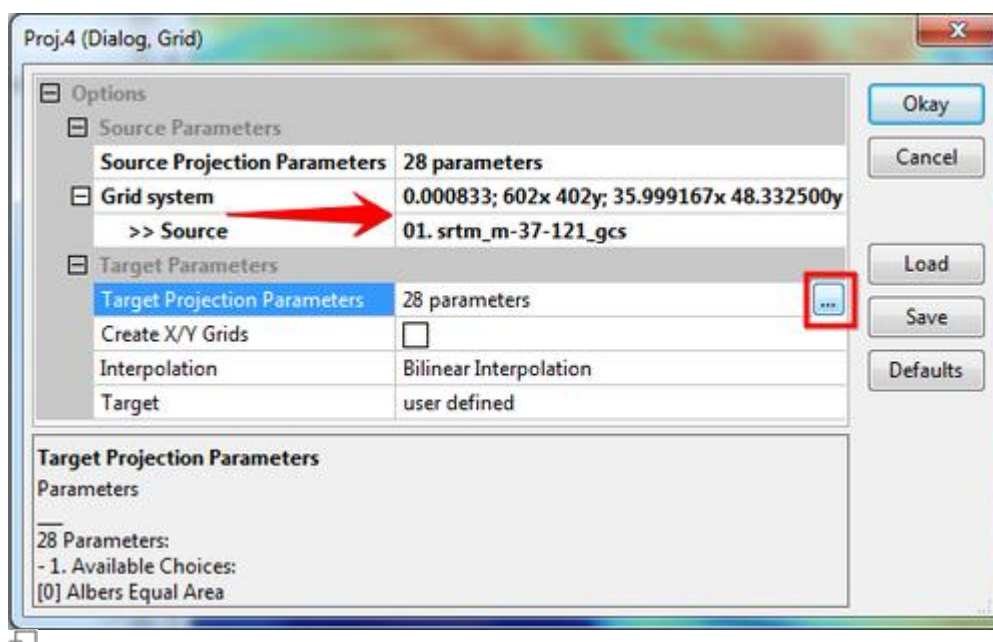 Proj.4 (Dialog, Grid)
Options
Source Parameters
Source Projection Parameters 28 parameters
Grid system 0.000833; 602x 402y; 35.999167x 48.332500y
>> Source 01. srtm_m-37-121_gcs
Target Parameters
Target Projection Parameters 28 parameters ...
Create X/Y Grids
Interpolation Bilinear Interpolation
Target user defined
Okay
Cancel
Load
Save
Defaults
Target Projection Parameters
Parameters
__
28 Parameters:
- 1. Available Choices:
[0] Albers Equal Area